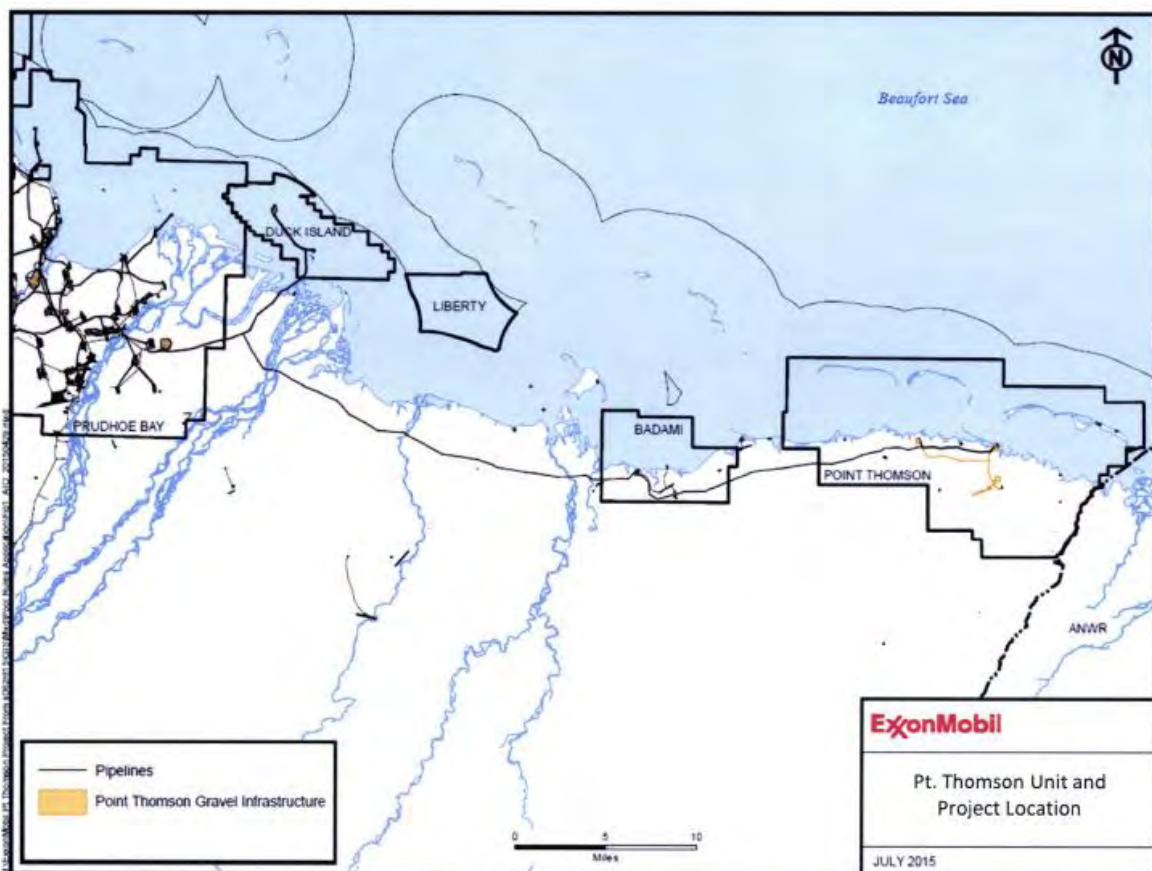 N
Beaufort Sea
DUCK ISLAND
LIBERTY
PRUDHOE BAY
BADAMI
POINT THOMSON
ANWR
Pipelines
Point Thomson Gravel Infrastructure
0 5 10
Miles
ExxonMobil
Pt. Thomson Unit and
Project Location
JULY 2015